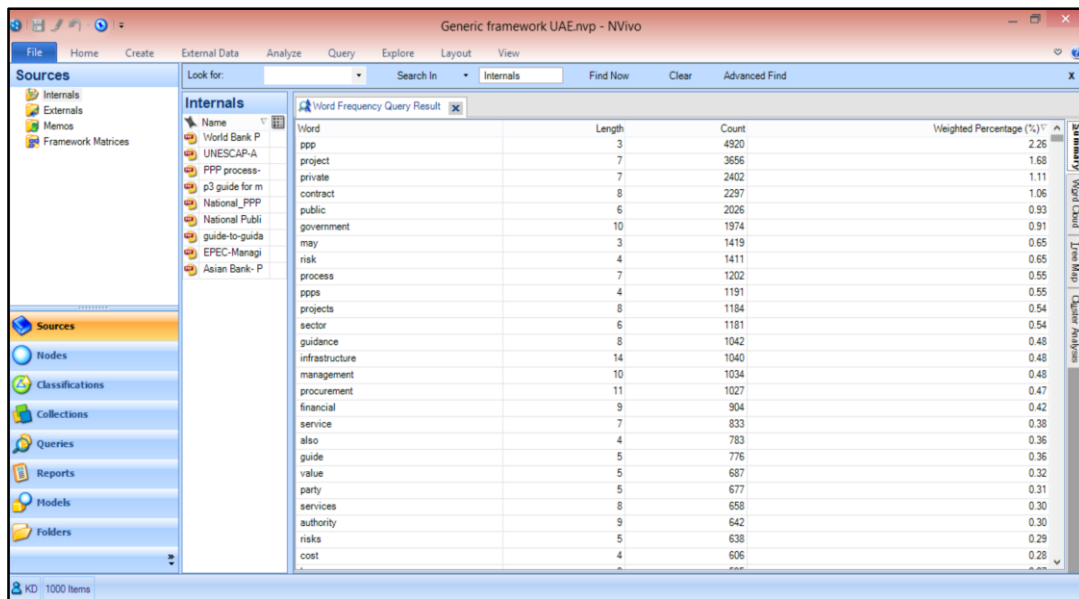 Generic framework UAE.nvp - NVivo
File Home Create External Data Analyze Query Explore Layout View
Sources
Look for: Search In Internals Find Now Clear Advanced Find x
Internals
Externals
Memos
Framework Matrices
Sources
Nodes
Classifications
Collections
Queries
Reports
Models
Folders
Internals
Name
World Bank P
UNESCAP-A
PPP process-
p3 guide for m
National_PPP
National Publi
guide-to-guida
EPEC-Managi
Asian Bank- P
Word Frequency Query Result
Word Length Count Weighted Percentage (%)
ppp 3 4920 2.26
project 7 3656 1.68
private 7 2402 1.11
contract 8 2297 1.06
public 6 2026 0.93
government 10 1974 0.91
may 3 1419 0.65
risk 4 1411 0.65
process 7 1202 0.55
ppps 4 1191 0.55
projects 8 1184 0.54
sector 6 1181 0.54
guidance 8 1042 0.48
infrastructure 14 1040 0.48
management 10 1034 0.48
procurement 11 1027 0.47
financial 9 904 0.42
service 7 833 0.38
also 4 783 0.36
guide 5 776 0.36
value 5 687 0.32
party 5 677 0.31
services 8 658 0.30
authority 9 642 0.30
risks 5 638 0.29
cost 4 606 0.28
Summary
Word Cloud
Tree Map
Cluster Analysis
KD 1000 Items